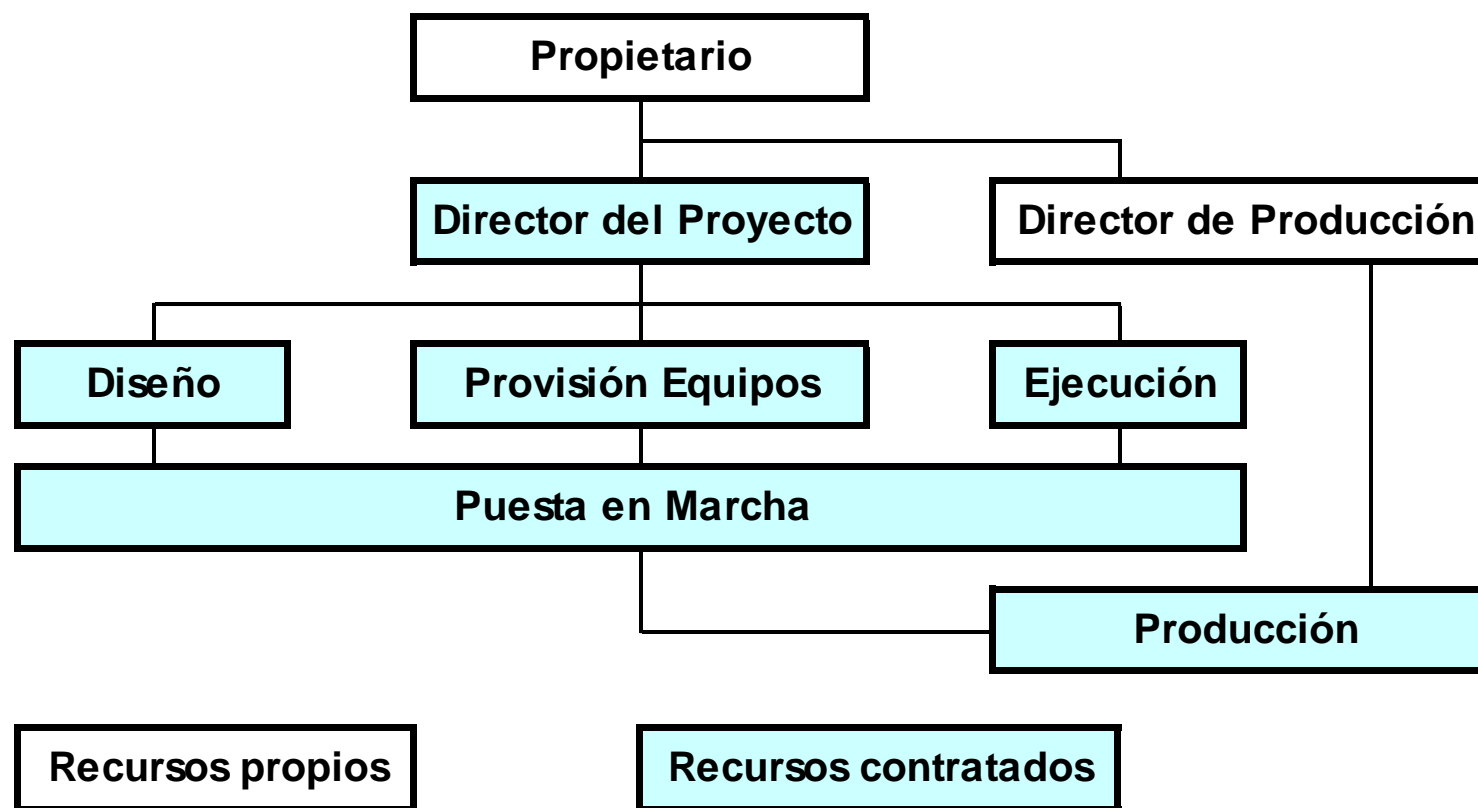 Propietario
Director del Proyecto
Director de Producción
Diseño
Provisión Equipos
Ejecución
Puesta en Marcha
Producción
Recursos propios
Recursos contratados